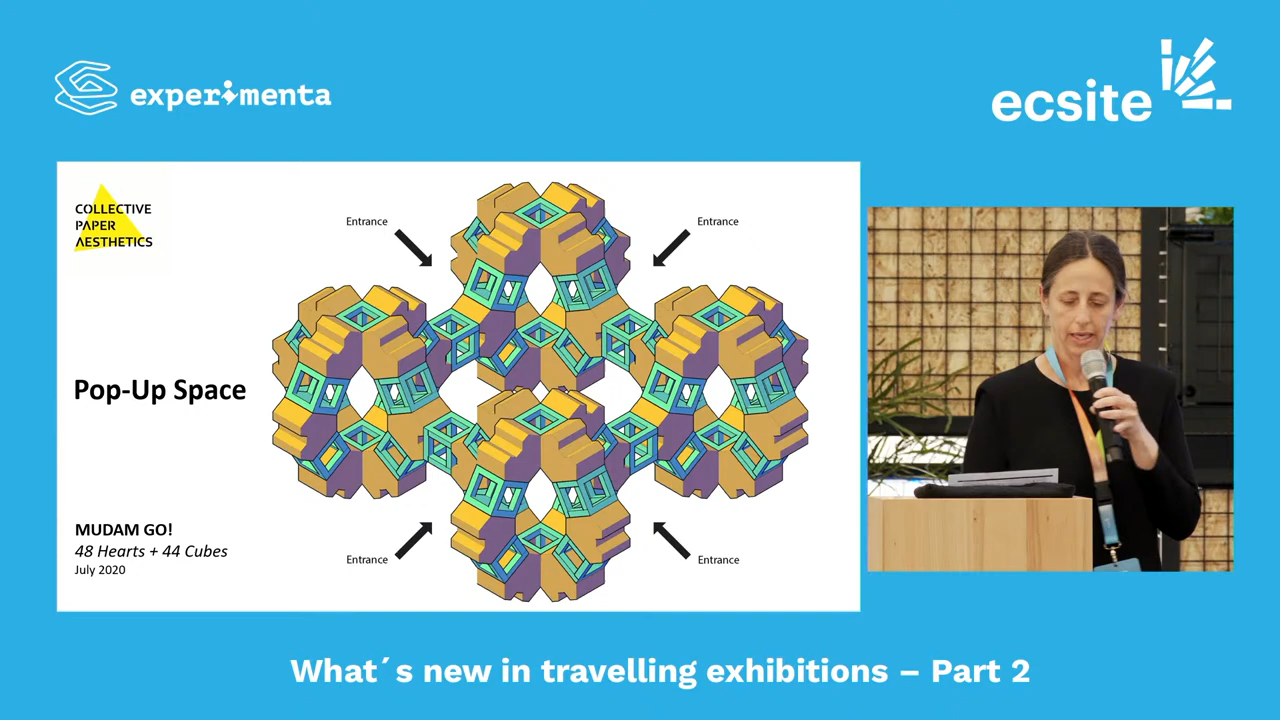 experimenta
ecsite
COLLECTIVE
PAPER
AESTHETICS
Entrance
Entrance
Pop-Up Space
MUDAM GO!
48 Hearts + 44 Cubes
July 2020
Entrance
Entrance
What´s new in travelling exhibitions – Part 2